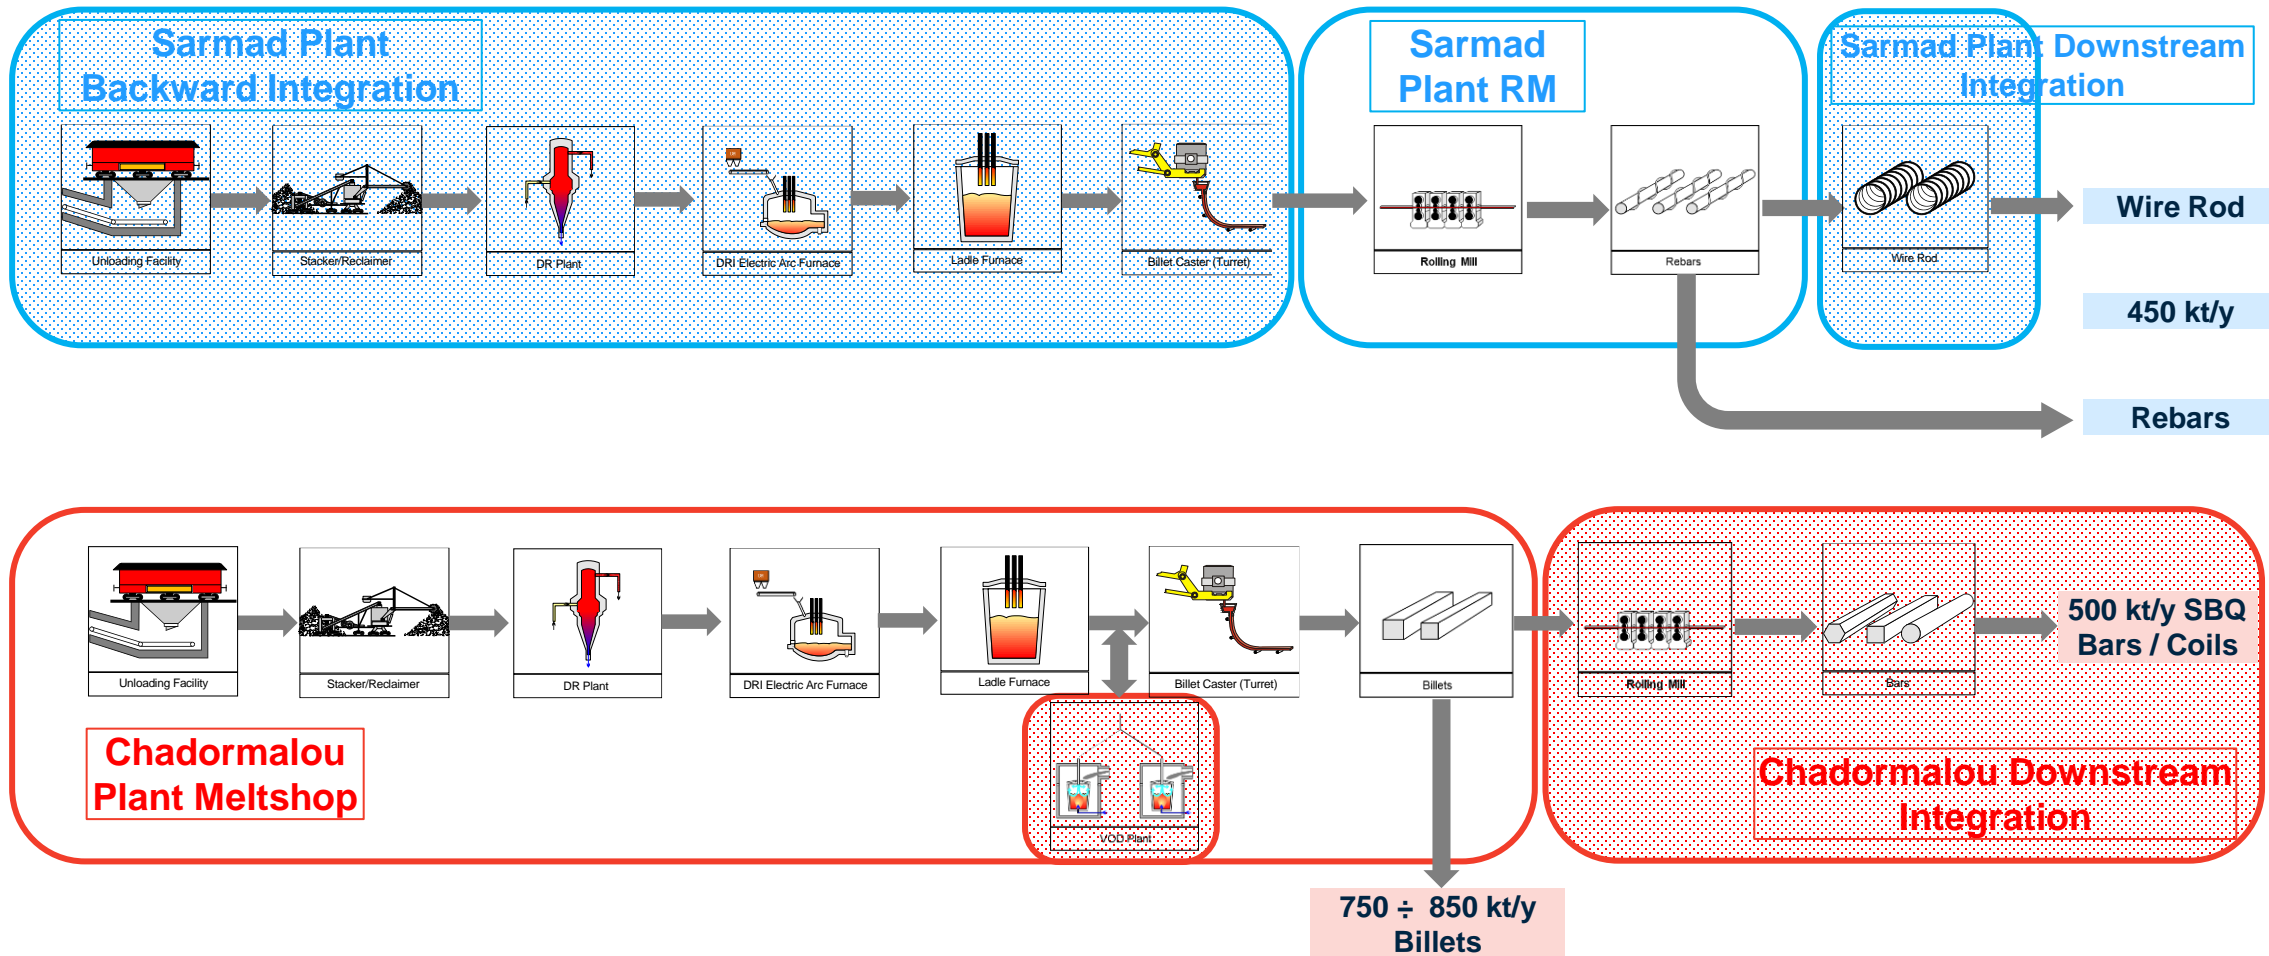 Sarmad Plant
Backward Integration
Sarmad
Plant RM
Sarmad Plant Downstream
Integration
Unloading Facility
Stacker/Reclaimer
DR Plant
DRI Electric Arc Furnace
Ladle Furnace
Billet Caster (Turret)
Rolling Mill
Rebars
Wire Rod
Wire Rod
450 kt/y
Rebars
Unloading Facility
Stacker/Reclaimer
DR Plant
DRI Electric Arc Furnace
Ladle Furnace
Billet Caster (Turret)
Billets
Rolling Mill
Bars
500 kt/y SBQ
Bars / Coils
Chadormalou
Plant Meltshop
VOD Plant
Chadormalou Downstream
Integration
750 ÷ 850 kt/y
Billets